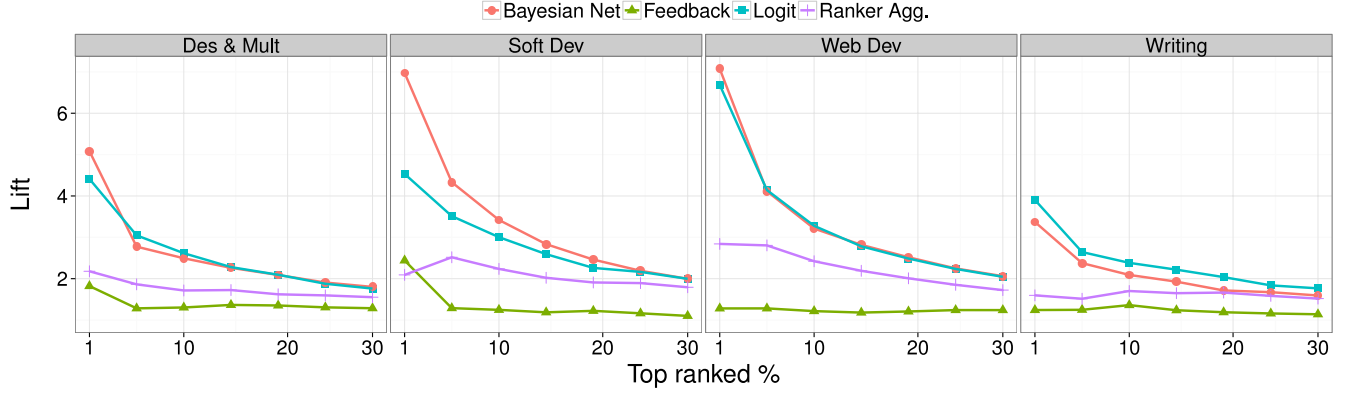 Bayesian Net Feedback Logit Ranker Agg.
Des & Mult Soft Dev Web Dev Writing
Lift
6
4
2
1 10 20 30 1 10 20 30 1 10 20 30 1 10 20 30
Top ranked %